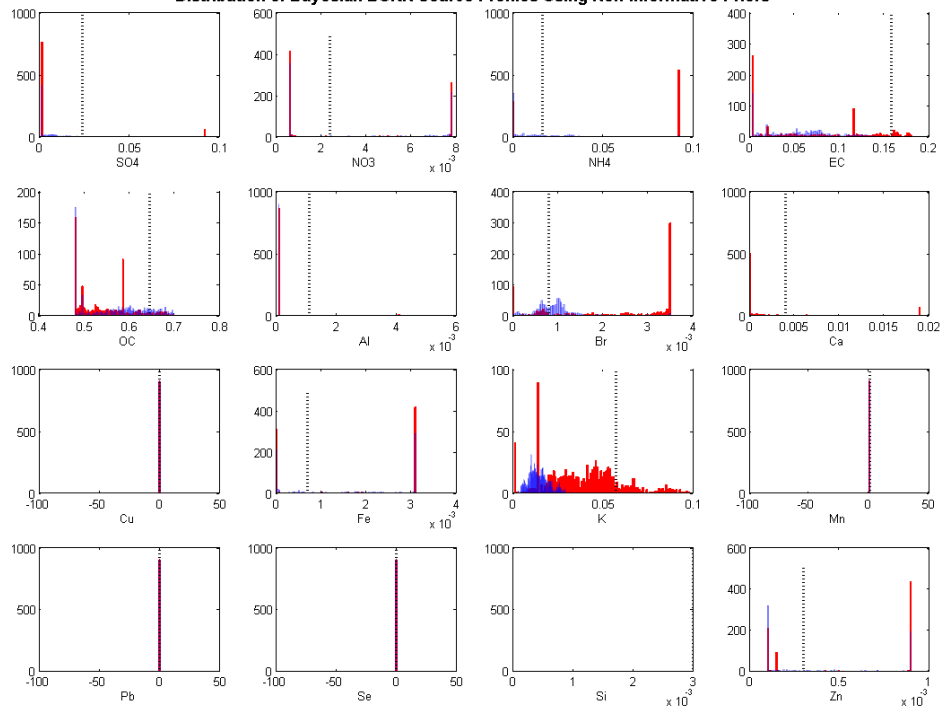 Distribution of Bayesian BURN Source Profiles Using Non-Informative Priors
1000
500
0
0 0.05 0.1
SO4
600
400
200
0
0 2 4 6 8
NO3 x 10-3
1000
500
0
0 0.05 0.1
NH4
400
300
200
100
0
0 0.05 0.1 0.15 0.2
EC
200
150
100
50
0
0.4 0.5 0.6 0.7 0.8
OC
1000
500
0
0 2 4 6
Al x 10-3
400
300
200
100
0
0 1 2 3 4
Br x 10-3
1000
500
0
0 0.005 0.01 0.015 0.02
Ca
1000
500
0
-100 -50 0 50
Cu
600
400
200
0
0 1 2 3 4
Fe x 10-3
100
50
0
0 0.05 0.1
K
1000
500
0
-100 -50 0 50
Mn
1000
500
0
-100 -50 0 50
Pb
1000
500
0
-100 -50 0 50
Se
1000
500
0
0 1 2 3
Si x 10-3
600
400
200
0
0 0.5 1
Zn x 10-3